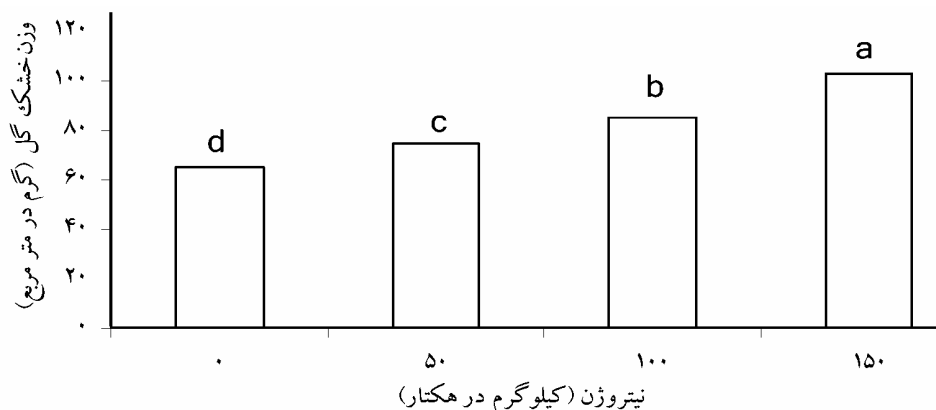 وزن خشک گل (گرم در متر مربع)
۱۲۰
۱۰۰
۸۰
۶۰
۴۰
۲۰
۰
d
c
b
a
۰ ۵۰ ۱۰۰ ۱۵۰
نیتروژن (کیلوگرم در هکتار)